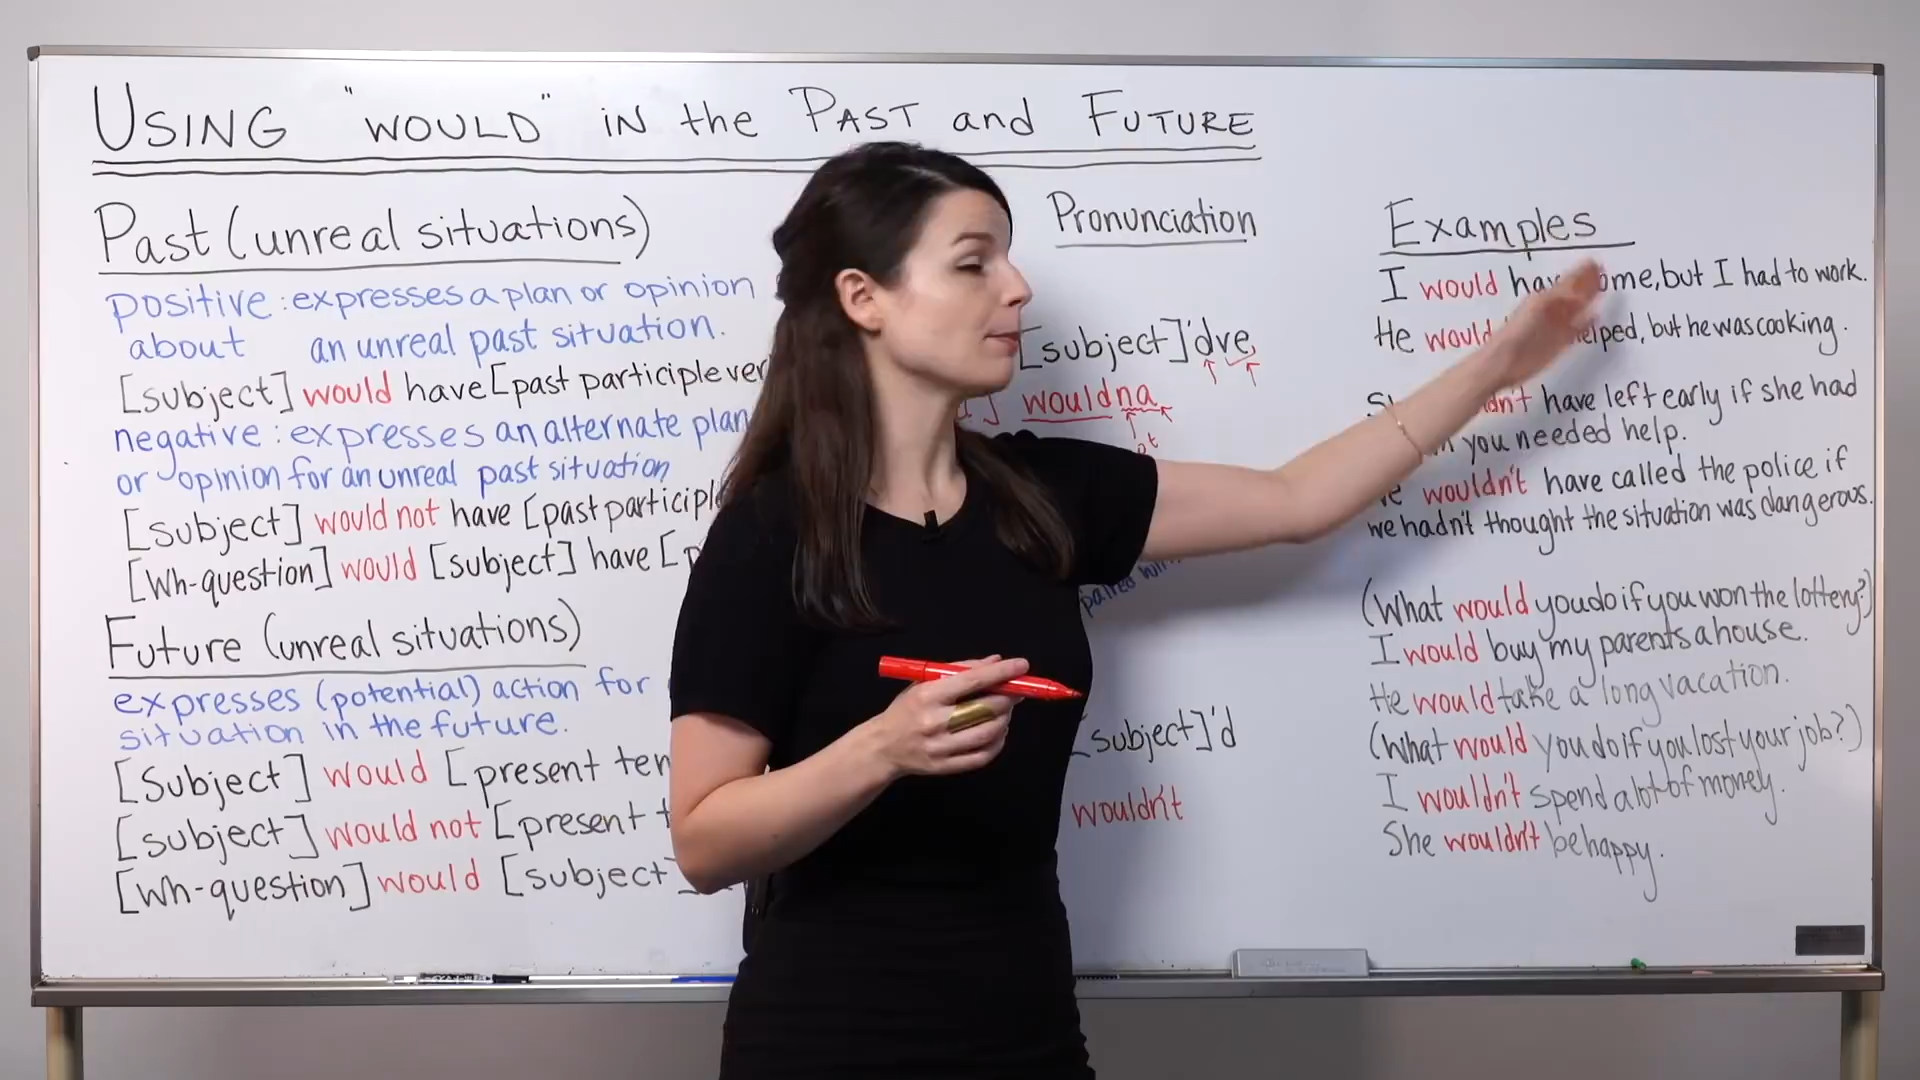 USING "WOULD" IN the PAST and FUTURE
Past (unreal situations)
positive: expresses a plan or opinion
about an unreal past situation.
[subject] would have [past participle ver
negative: expresses an alternate plan
or opinion for an unreal past situation
[subject] would not have [past participle
[Wh-question] would [subject] have [p
Future (unreal situations)
expresses (potential) action for
situation in the future.
[Subject] would [present ten
[subject] would not [present t
[Wh-question] would [subject]
Pronunciation
[subject]'dve
] wouldna
paired with
[subject]'d
wouldn't
Examples
I would have come, but I had to work.
He would helped, but he was cooking.
wouldn't have left early if she had
you needed help.
We wouldn't have called the police if
we hadn't thought the situation was dangerous.
(What would you do if you won the lottery?)
I would buy my parents a house.
He would take a long vacation.
(What would you do if you lost your job?)
I wouldn't spend a lot of money.
She wouldn't be happy.